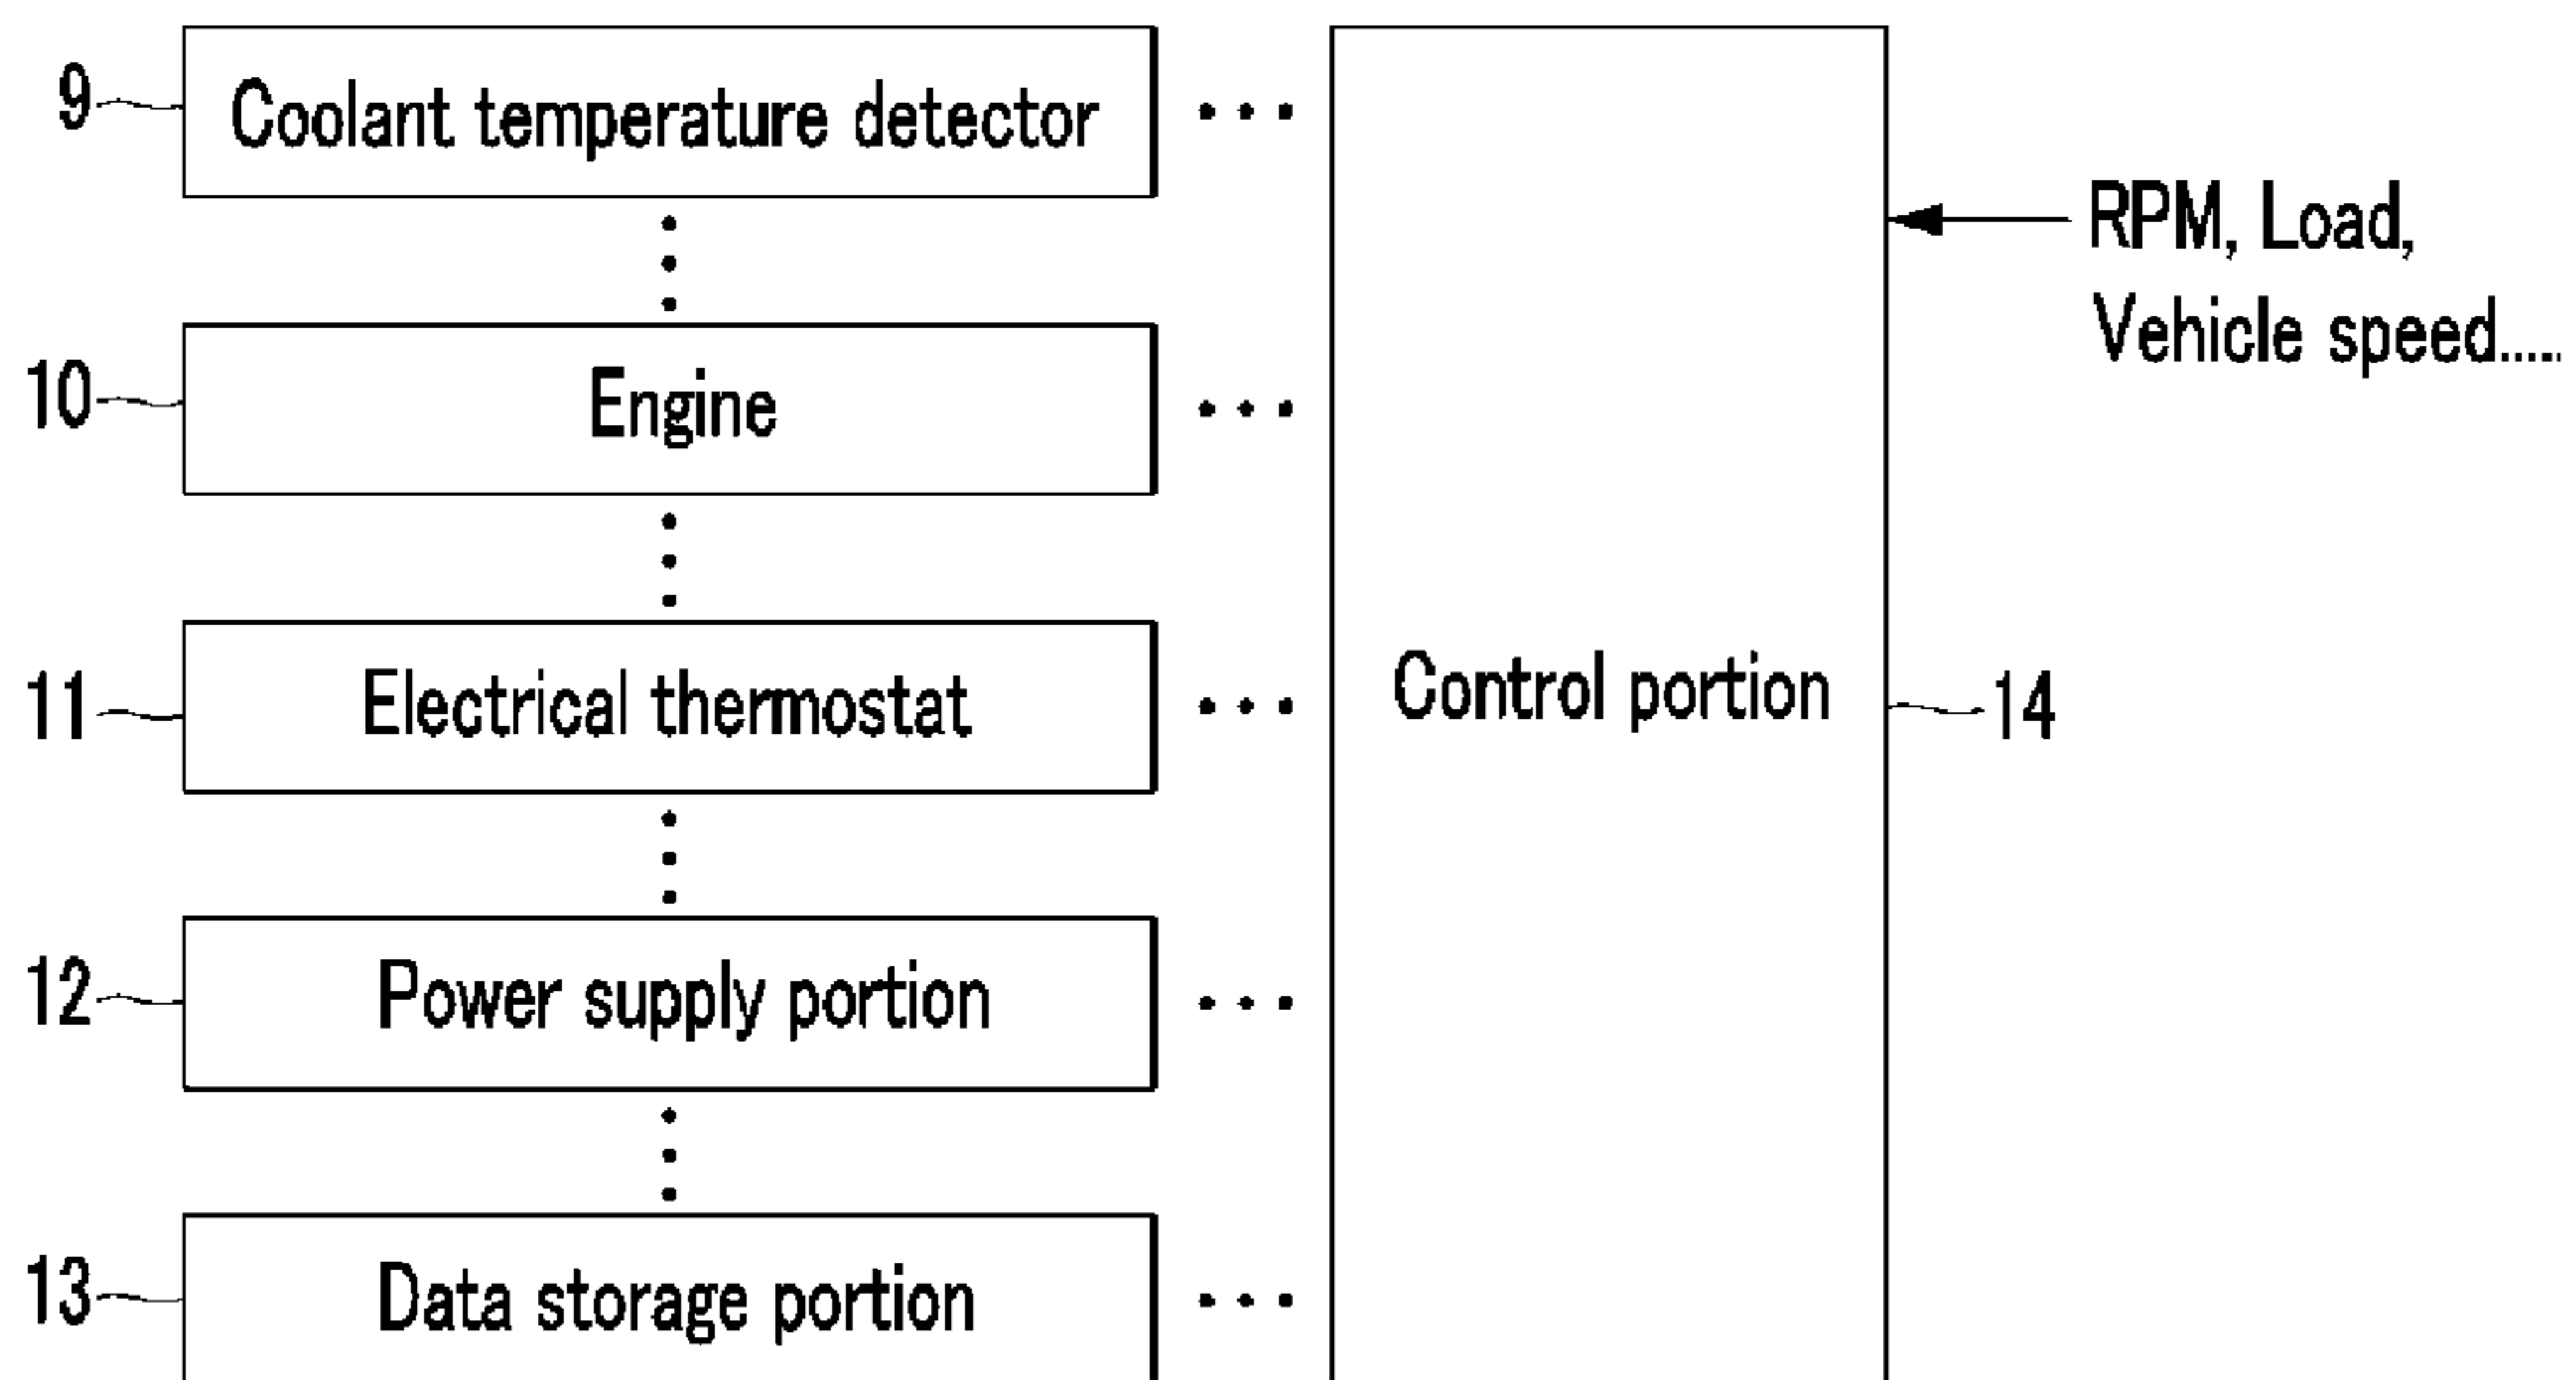 9 Coolant temperature detector
RPM, Load,
Vehicle speed.....
10 Engine
11 Electrical thermostat
Control portion 14
12 Power supply portion
13 Data storage portion